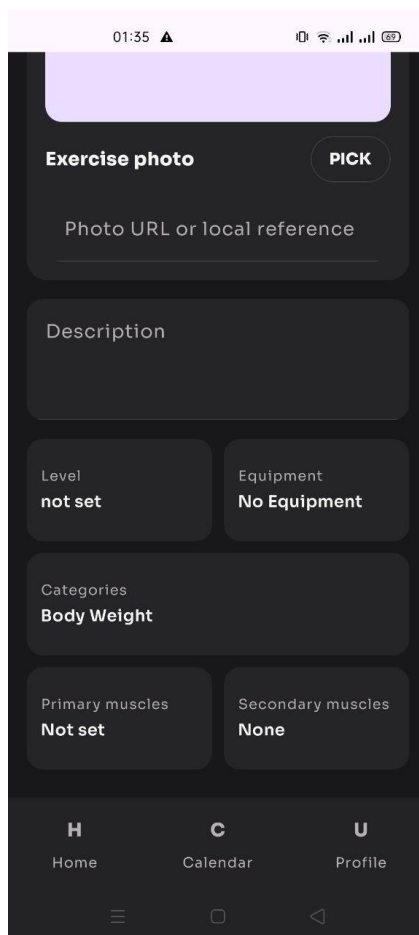 01:35 69
Exercise photo PICK
Photo URL or local reference
Description
Level Equipment
not set No Equipment
Categories
Body Weight
Primary muscles Secondary muscles
Not set None
H C U
Home Calendar Profile